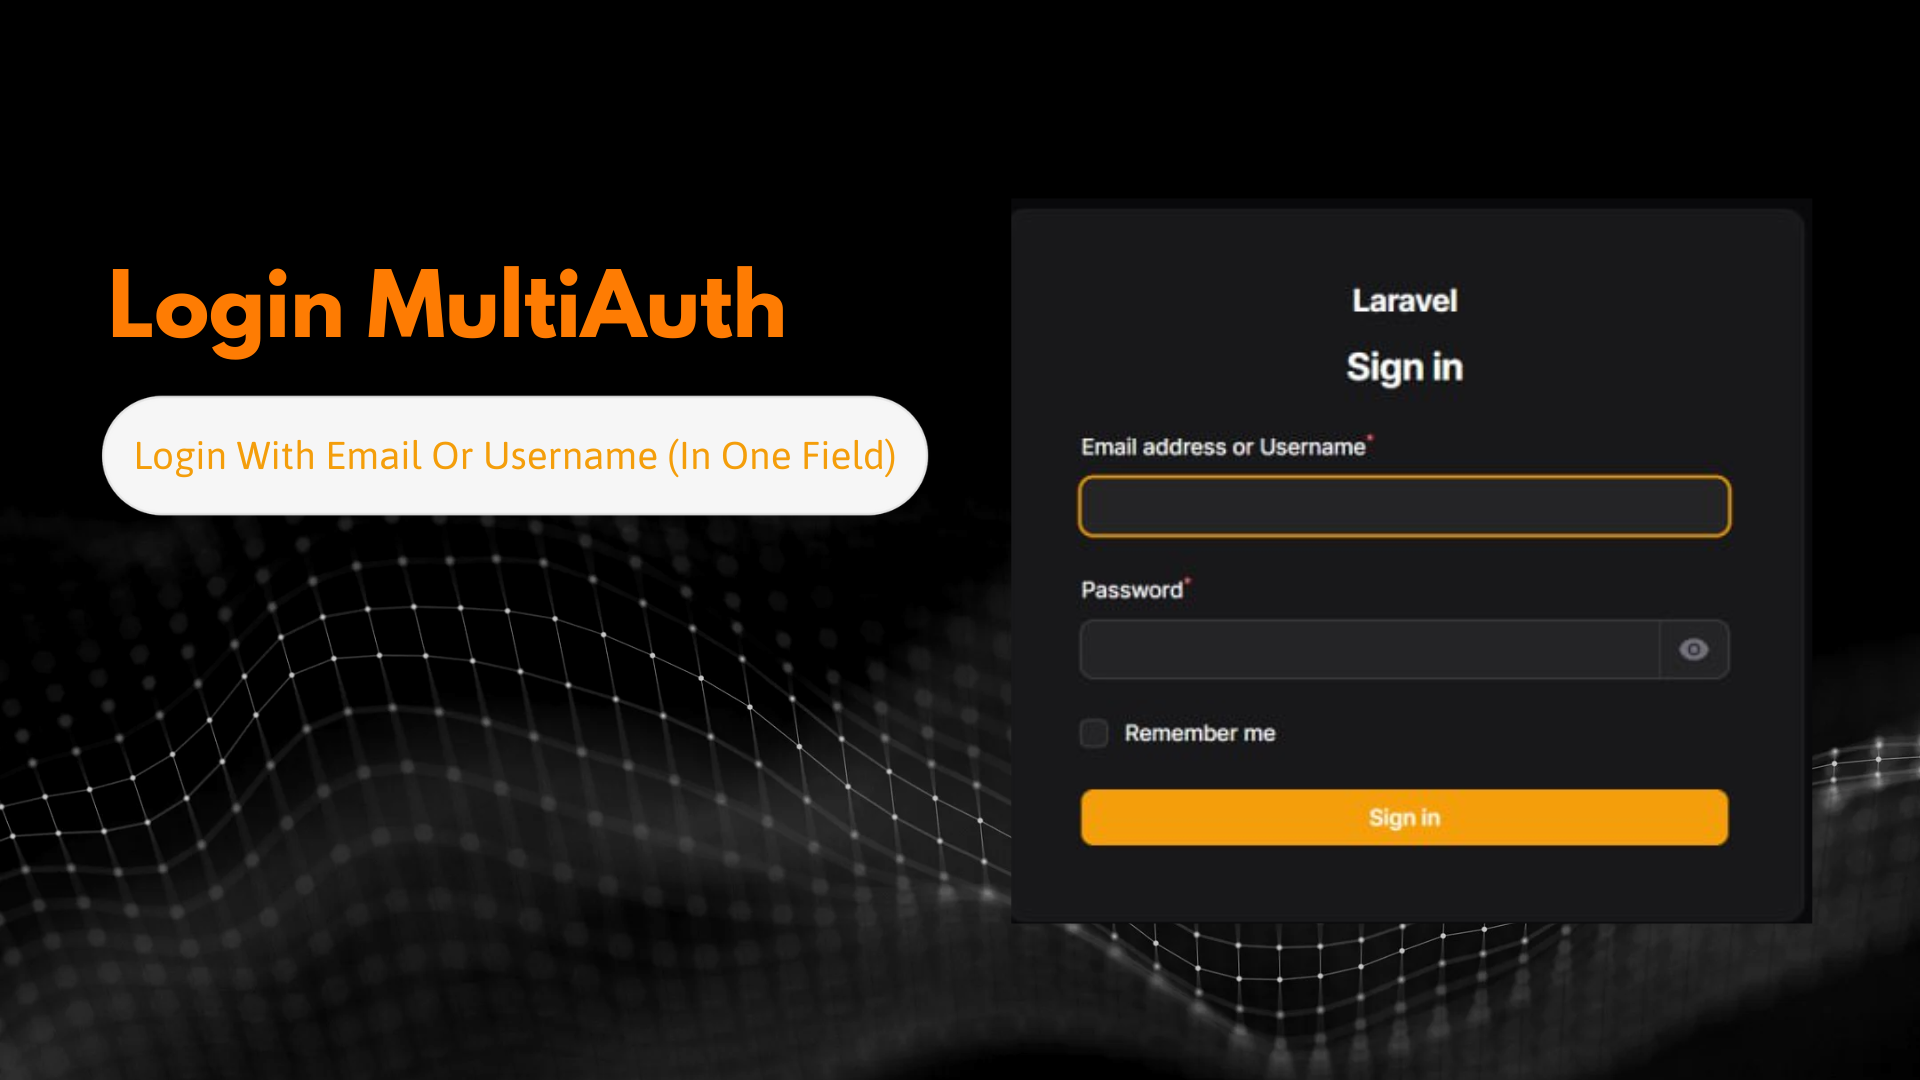 Login MultiAuth
Login With Email Or Username (In One Field)
Laravel
Sign in
Email address or Username*
Password*
Remember me
Sign in